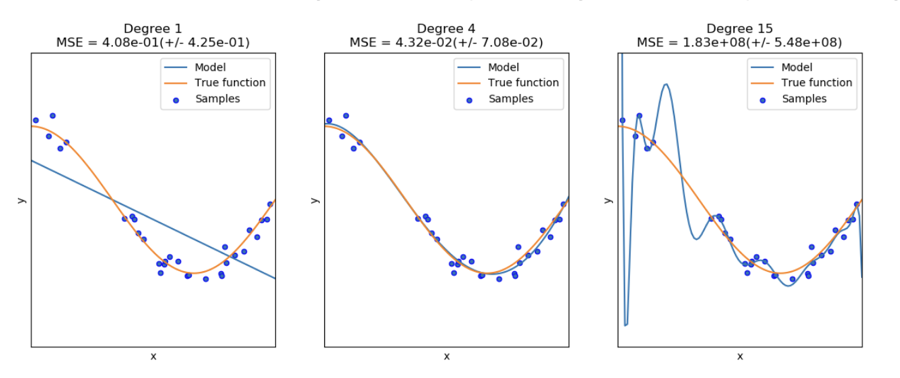 Degree 1
MSE = 4.08e-01(+/- 4.25e-01)
Model
True function
Samples
y
x
Degree 4
MSE = 4.32e-02(+/- 7.08e-02)
Model
True function
Samples
y
x
Degree 15
MSE = 1.83e+08(+/- 5.48e+08)
Model
True function
Samples
y
x